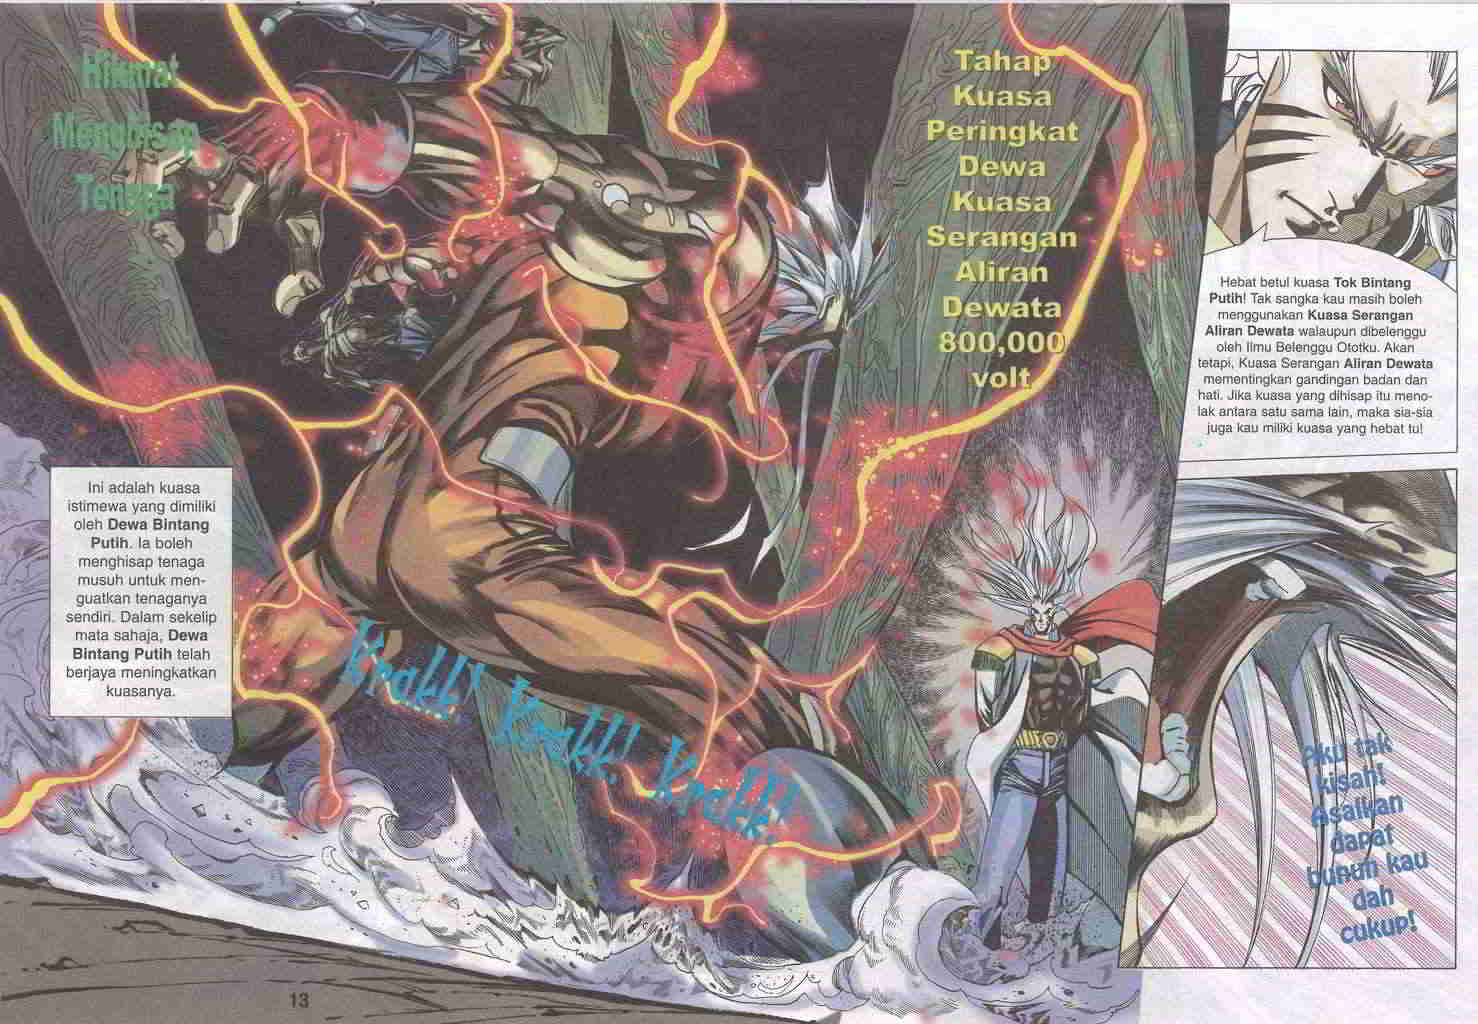 Hikmat
Menghisap
Tenaga
Tahap
Kuasa
Peringkat
Dewa
Kuasa
Serangan
Aliran
Dewata
800,000
volt
Hebat betul kuasa Tok Bintang
Putih! Tak sangka kau masih boleh
menggunakan Kuasa Serangan
Aliran Dewata walaupun dibelenggu
oleh Ilmu Belenggu Ototku. Akan
tetapi, Kuasa Serangan Aliran Dewata
mementingkan gandingan badan dan
hati. Jika kuasa yang dihisap itu meno-
lak antara satu sama lain, maka sia-sia
juga kau miliki kuasa yang hebat tu!
Ini adalah kuasa
istimewa yang dimiliki
oleh Dewa Bintang
Putih. Ia boleh
menghisap tenaga
musuh untuk men-
guatkan tenaganya
sendiri. Dalam sekelip
mata sahaja, Dewa
Bintang Putih telah
berjaya meningkatkan
kuasanya.
Krakk! Krakk! Krakk!
Aku tak
kisah!
Asalkan
dapat
bunuh kau
dah
cukup!
13